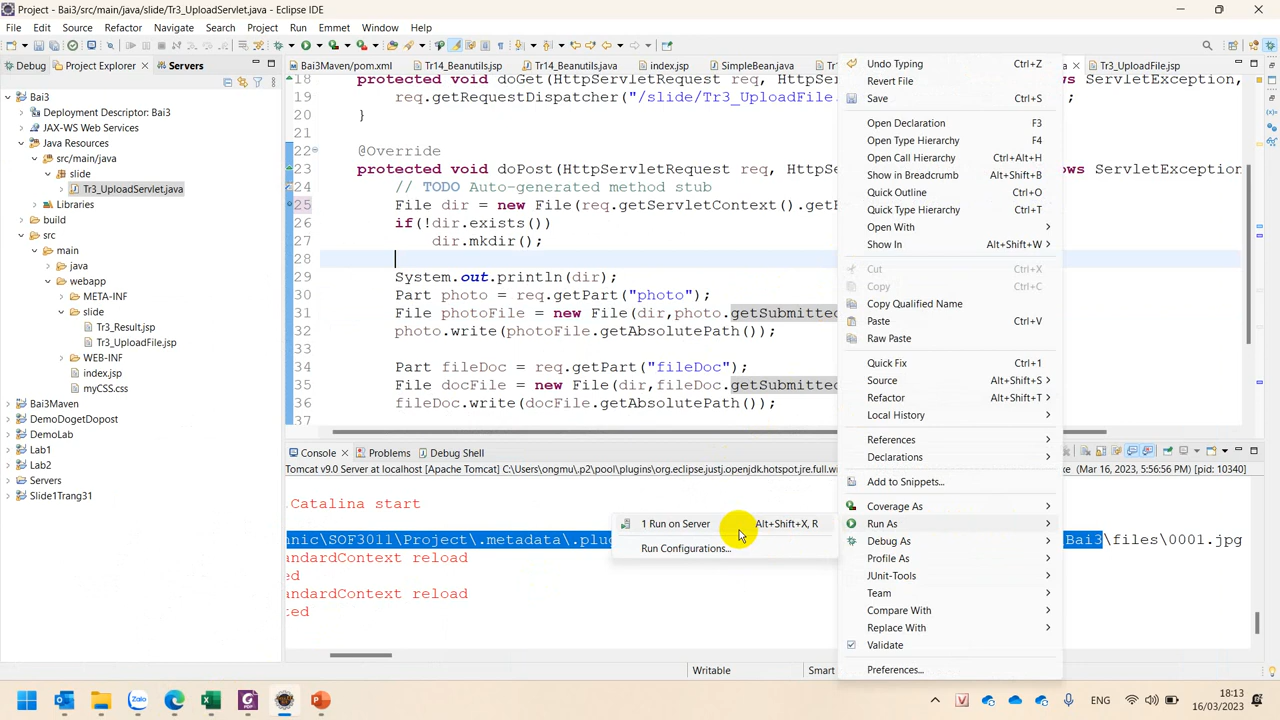 Project - Bai3/src/main/java/slide/Tr3_UploadServlet.java - Eclipse IDE
File Edit Source Refactor Navigate Search Project Run Emmet Window Help
Debug Project Explorer Servers
Bai3
Deployment Descriptor: Bai3
JAX-WS Web Services
Java Resources
src/main/java
slide
Tr3_UploadServlet.java
Libraries
build
src
main
java
webapp
META-INF
slide
Tr3_Result.jsp
Tr3_UploadFile.jsp
WEB-INF
index.jsp
myCSS.css
Bai3Maven
DemoDogetDopost
DemoLab
Lab1
Lab2
Servers
Slide1Trang31
Bai3Maven/pom.xml Tr14_Beanutils.jsp Tr14_Beanutils.java index.jsp SimpleBean.java Tr3_UploadFile.jsp
18 protected void doGet(HttpServletRequest req, HttpS ws ServletException,
19 req.getRequestDispatcher("/slide/Tr3_UploadFile. ;
20 }
21
22 @Override
23 protected void doPost(HttpServletRequest req, Http ows ServletException
24 // TODO Auto-generated method stub
25 File dir = new File(req.getServletContext().get
26 if(!dir.exists())
27 dir.mkdir();
28
29 System.out.println(dir);
30 Part photo = req.getPart("photo");
31 File photoFile = new File(dir,photo.getSubmitted
32 photo.write(photoFile.getAbsolutePath());
33
34 Part fileDoc = req.getPart("fileDoc");
35 File docFile = new File(dir,fileDoc.getSubmitted
36 fileDoc.write(docFile.getAbsolutePath());
37
Console Problems Debug Shell
Tomcat v9.0 Server at localhost [Apache Tomcat] C:\Users\ongmu\.p2\pool\plugins\org.eclipse.justj.openjdk.hotspot.jre.full.wi xe (Mar 16, 2023, 5:56:56 PM) [pid: 10340]
Catalina start
hnic\SOF3011\Project\.metadata\.plu Bai3\files\0001.jpg
andardContext reload
ed
andardContext reload
ted
Undo Typing Ctrl+Z
Revert File
Save Ctrl+S
Open Declaration F3
Open Type Hierarchy F4
Open Call Hierarchy Ctrl+Alt+H
Show in Breadcrumb Alt+Shift+B
Quick Outline Ctrl+O
Quick Type Hierarchy Ctrl+T
Open With
Show In Alt+Shift+W
Cut Ctrl+X
Copy Ctrl+C
Copy Qualified Name
Paste Ctrl+V
Raw Paste
Quick Fix Ctrl+1
Source Alt+Shift+S
Refactor Alt+Shift+T
Local History
References
Declarations
Add to Snippets...
Coverage As
Run As
Debug As
Profile As
JUnit-Tools
Team
Compare With
Replace With
Validate
Preferences...
1 Run on Server Alt+Shift+X, R
Run Configurations...
Writable Smart
Zalo
ENG 18:13
16/03/2023